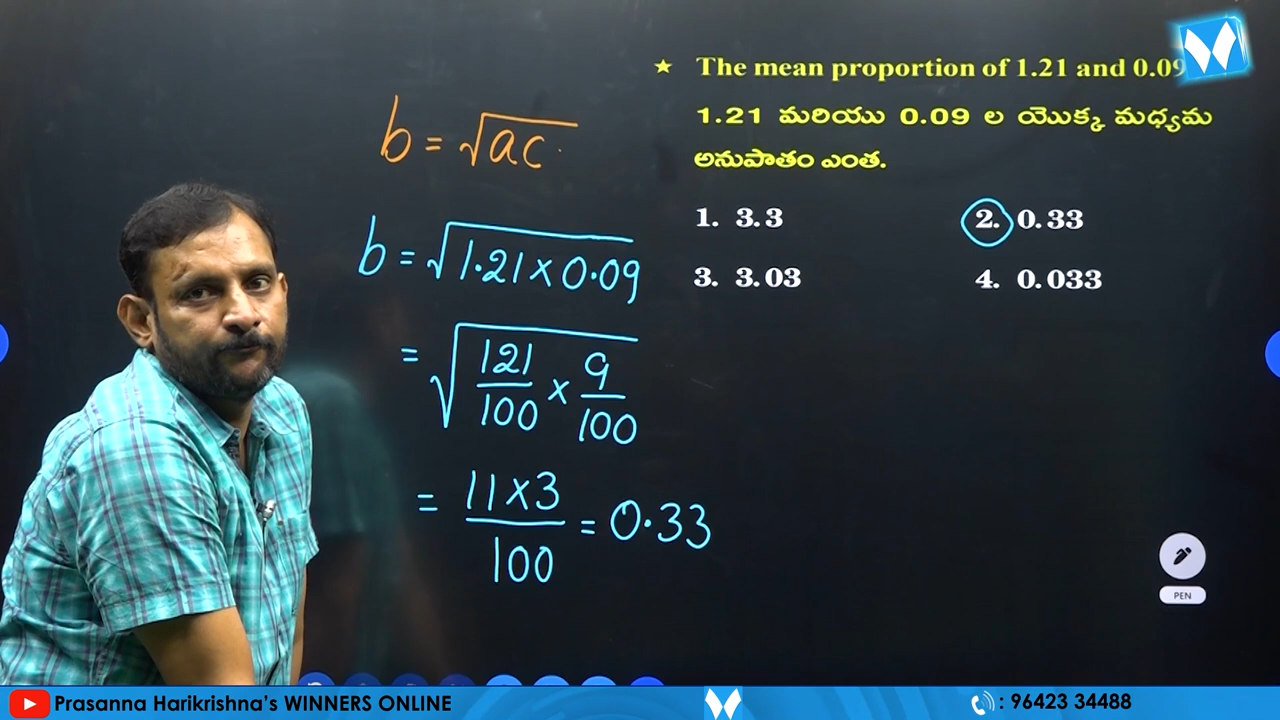 ★ The mean proportion of 1.21 and 0.09
1.21 మరియు 0.09 ల యొక్క మధ్యమ
అనుపాతం ఎంత.
1. 3.3
2. 0.33
3. 3.03
4. 0.033
b = √ac
b = √1.21 × 0.09
= √121/100 × 9/100
= 11×3/100 = 0.33
PEN
Prasanna Harikrishna's WINNERS ONLINE
: 96423 34488